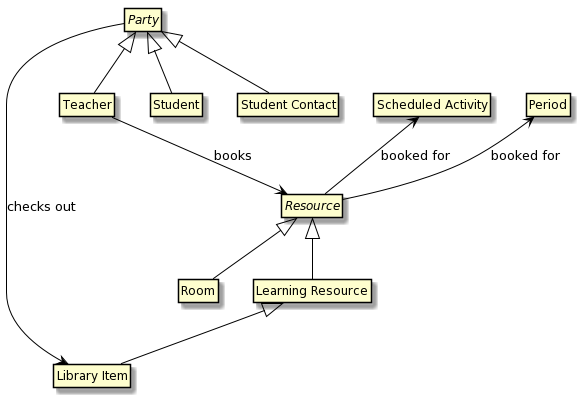 Party
Teacher
Student
Student Contact
Scheduled Activity
Period
books
booked for
booked for
checks out
Resource
Room
Learning Resource
Library Item